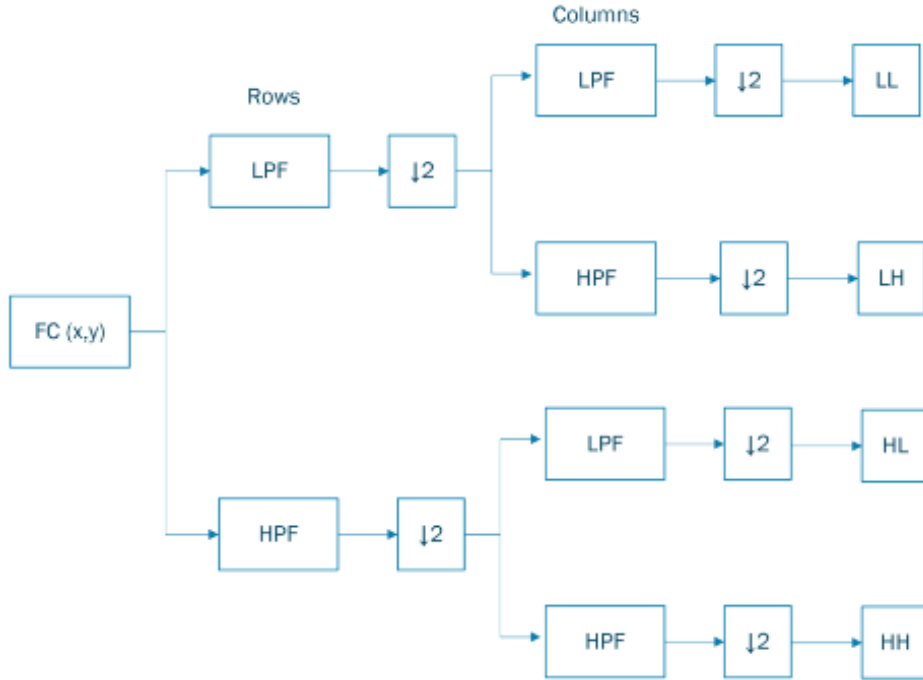 Columns
LPF
↓2
LL
Rows
LPF
↓2
HPF
↓2
LH
FC (x,y)
LPF
↓2
HL
HPF
↓2
HPF
↓2
HH